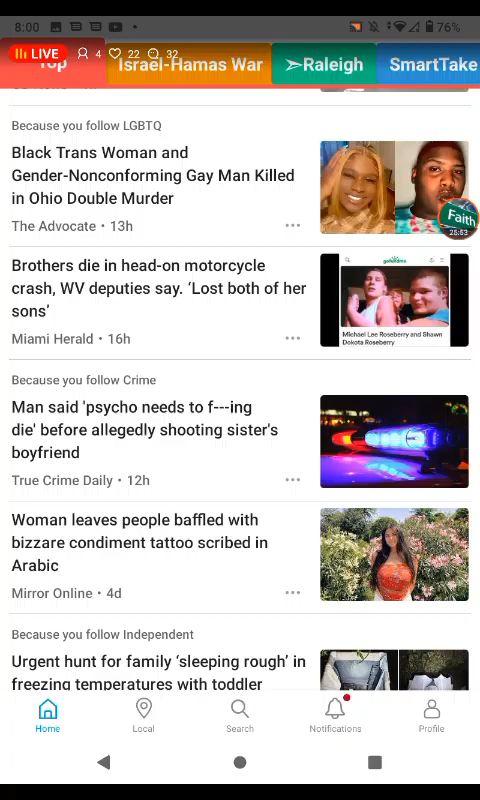 8:00
76%
LIVE 4 22 32
Top
Israel-Hamas War
Raleigh
SmartTake
Because you follow LGBTQ
Black Trans Woman and
Gender-Nonconforming Gay Man Killed
in Ohio Double Murder
The Advocate • 13h
Faith
25:53
Brothers die in head-on motorcycle
crash, WV deputies say. ‘Lost both of her
sons’
Miami Herald • 16h
gofundme
Michael Lee Roseberry and Shawn
Dokota Roseberry
Because you follow Crime
Man said 'psycho needs to f---ing
die' before allegedly shooting sister's
boyfriend
True Crime Daily • 12h
Woman leaves people baffled with
bizzare condiment tattoo scribed in
Arabic
Mirror Online • 4d
Because you follow Independent
Urgent hunt for family ‘sleeping rough’ in
freezing temperatures with toddler
Home
Local
Search
Notifications
Profile